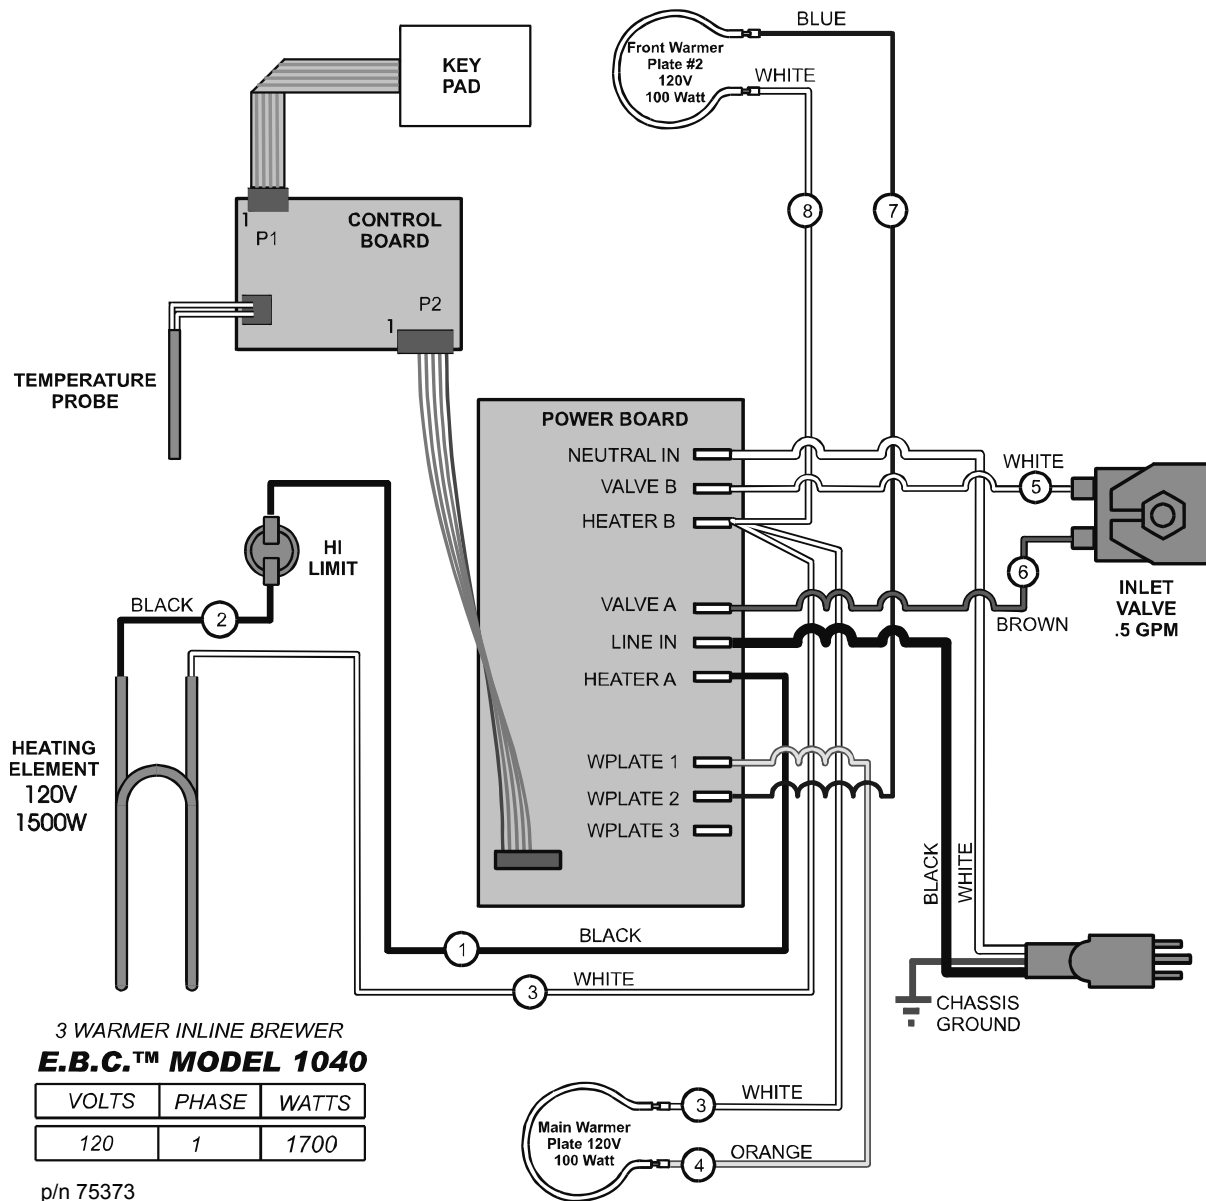 BLUE
Front Warmer
Plate #2
120V
100 Watt
WHITE
KEY
PAD
8
7
1
P1
CONTROL
BOARD
P2
1
TEMPERATURE
PROBE
POWER BOARD
NEUTRAL IN
VALVE B
HEATER B
VALVE A
LINE IN
HEATER A
WPLATE 1
WPLATE 2
WPLATE 3
WHITE
5
6
BROWN
INLET
VALVE
.5 GPM
HI
LIMIT
BLACK
2
HEATING
ELEMENT
120V
1500W
BLACK
WHITE
1
BLACK
3
WHITE
CHASSIS
GROUND
3 WARMER INLINE BREWER
E.B.C.™ MODEL 1040
VOLTS PHASE WATTS
120 1 1700
p/n 75373
Main Warmer
Plate 120V
100 Watt
3
WHITE
4
ORANGE